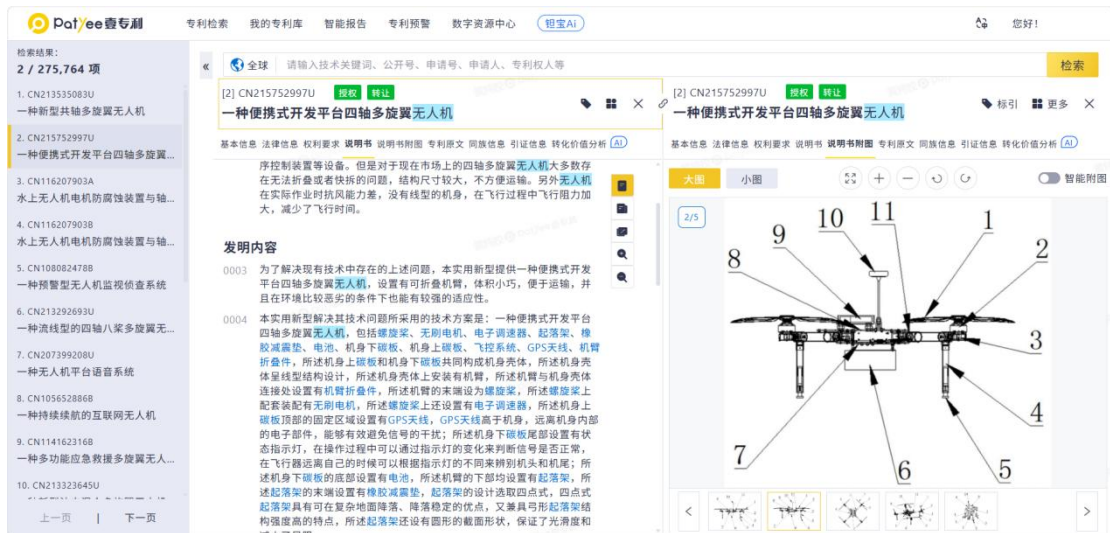 Patyee壹专利
专利检索 我的专利库 智能报告 专利预警 数字资源中心 钽宝Ai 您好!
检索结果:
2 / 275,764 项
1. CN213535083U
一种新型共轴多旋翼无人机
2. CN215752997U
一种便携式开发平台四轴多旋翼...
3. CN116207903A
水上无人机电机防腐蚀装置与轴...
4. CN116207903B
水上无人机电机防腐蚀装置与轴...
5. CN108082478B
一种预警型无人机监视侦查系统
6. CN213292693U
一种流线型的四轴八桨多旋翼无...
7. CN207399208U
一种无人机平台语音系统
8. CN105652886B
一种持续续航的互联网无人机
9. CN114162316B
一种多功能应急救援多旋翼无人...
10. CN213323645U
上一页 | 下一页
«
全球 请输入技术关键词、公开号、申请号、申请人、专利权人等 检索
[2] CN215752997U 授权 转让
一种便携式开发平台四轴多旋翼无人机
基本信息 法律信息 权利要求 说明书 说明书附图 专利原文 同族信息 引证信息 转化价值分析 AI
序控制装置等设备。但是对于现在市场上的四轴多旋翼无人机大多数存
在无法折叠或者快拆的问题，结构尺寸较大，不方便运输。另外无人机
在实际作业时抗风能力差，没有线型的机身，在飞行过程中飞行阻力加
大，减少了飞行时间。
发明内容
0003 为了解决现有技术中存在的上述问题，本实用新型提供一种便携式开发
平台四轴多旋翼无人机，设置有可折叠机臂，体积小巧，便于运输，并
且在环境比较恶劣的条件下也能有较强的适应性。
0004 本实用新型解决其技术问题所采用的技术方案是：一种便携式开发平台
四轴多旋翼无人机，包括螺旋桨、无刷电机、电子调速器、起落架、橡
胶减震垫、电池、机身下碳板、机身上碳板、飞控系统、GPS天线、机臂
折叠件，所述机身上碳板和机身下碳板共同构成机身壳体，所述机身壳
体呈线型结构设计，所述机身壳体上安装有机臂，所述机臂与机身壳体
连接处设置有机臂折叠件，所述机臂的末端设为螺旋桨，所述螺旋桨上
配套装配有无刷电机，所述螺旋桨上还设置有电子调速器，所述机身上
碳板顶部的固定区域设置有GPS天线，GPS天线高于机身，远离机身内部
的电子部件，能够有效避免信号的干扰；所述机身下碳板尾部设置有状
态指示灯，在操作过程中可以通过指示灯的变化来判断信号是否正常，
在飞行器远离自己的时候可以根据指示灯的不同来辨别机头和机尾；所
述机身下碳板的底部设置有电池，所述机臂的下部均设置有起落架，所
述起落架的末端设置有橡胶减震垫，起落架的设计选取四点式，四点式
起落架具有可在复杂地面降落、降落稳定的优点，又兼具弓形起落架结
构强度高的特点，所述起落架还设有圆形的截面形状，保证了光滑度和
[2] CN215752997U 授权 转让
一种便携式开发平台四轴多旋翼无人机
标引 更多
基本信息 法律信息 权利要求 说明书 说明书附图 专利原文 同族信息 引证信息 转化价值分析 AI
大图 小图 智能附图
2/5
1
2
3
4
5
6
7
8
9
10
11